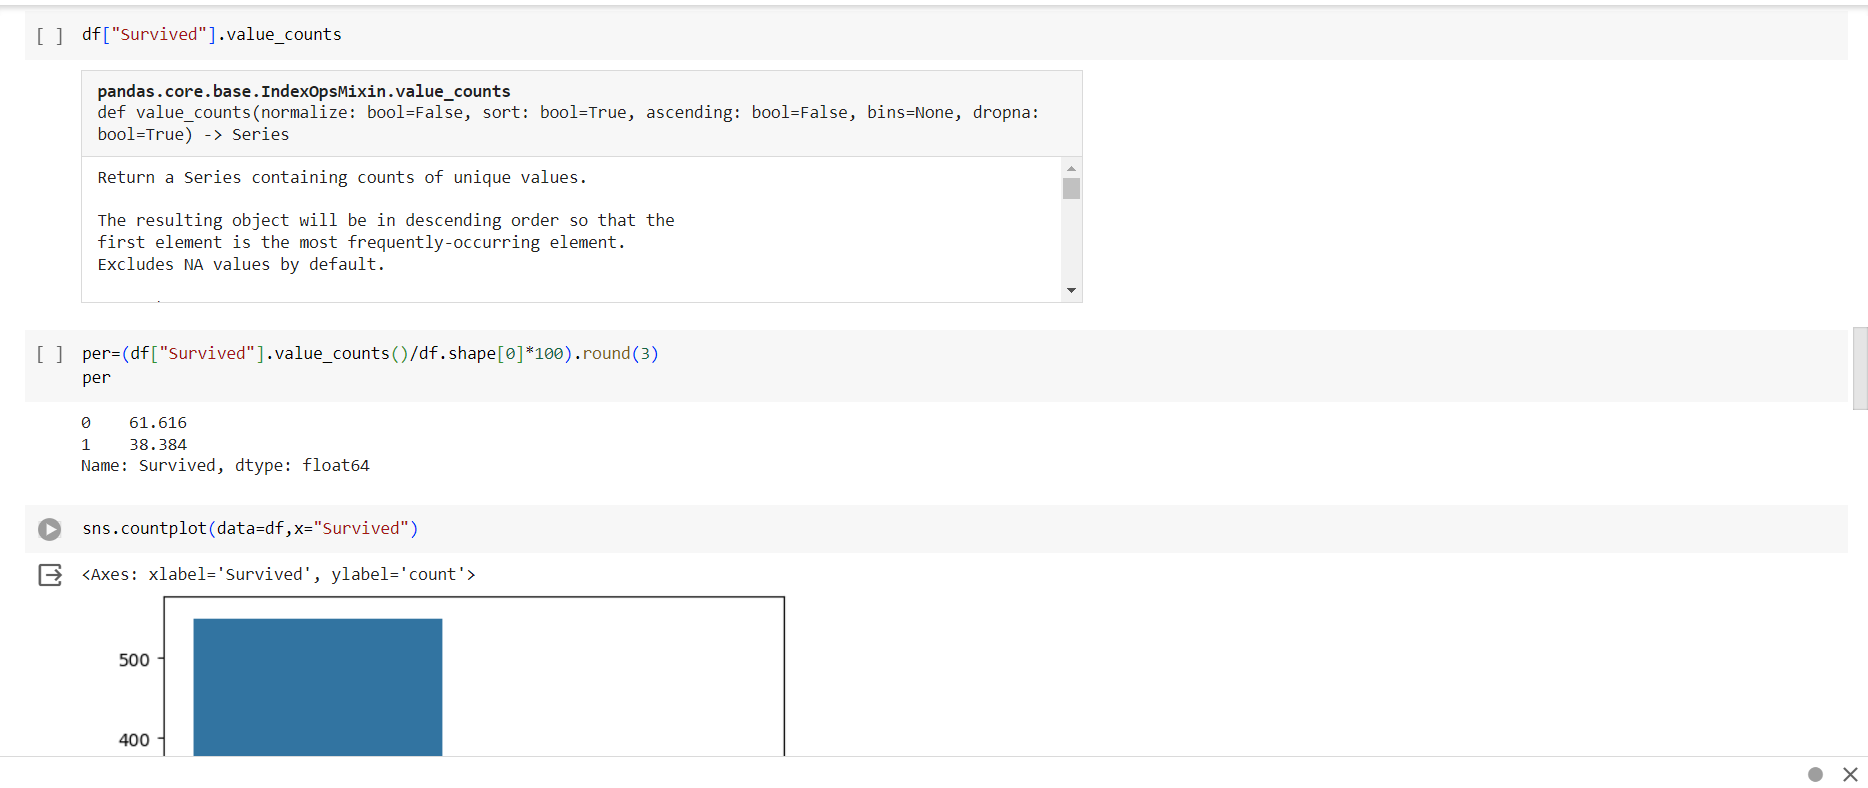 [ ] df["Survived"].value_counts
pandas.core.base.IndexOpsMixin.value_counts
def value_counts(normalize: bool=False, sort: bool=True, ascending: bool=False, bins=None, dropna:
bool=True) -> Series
Return a Series containing counts of unique values.
The resulting object will be in descending order so that the
first element is the most frequently-occurring element.
Excludes NA values by default.
[ ] per=(df["Survived"].value_counts()/df.shape[0]*100).round(3)
per
0 61.616
1 38.384
Name: Survived, dtype: float64
sns.countplot(data=df,x="Survived")
<Axes: xlabel='Survived', ylabel='count'>
500
400